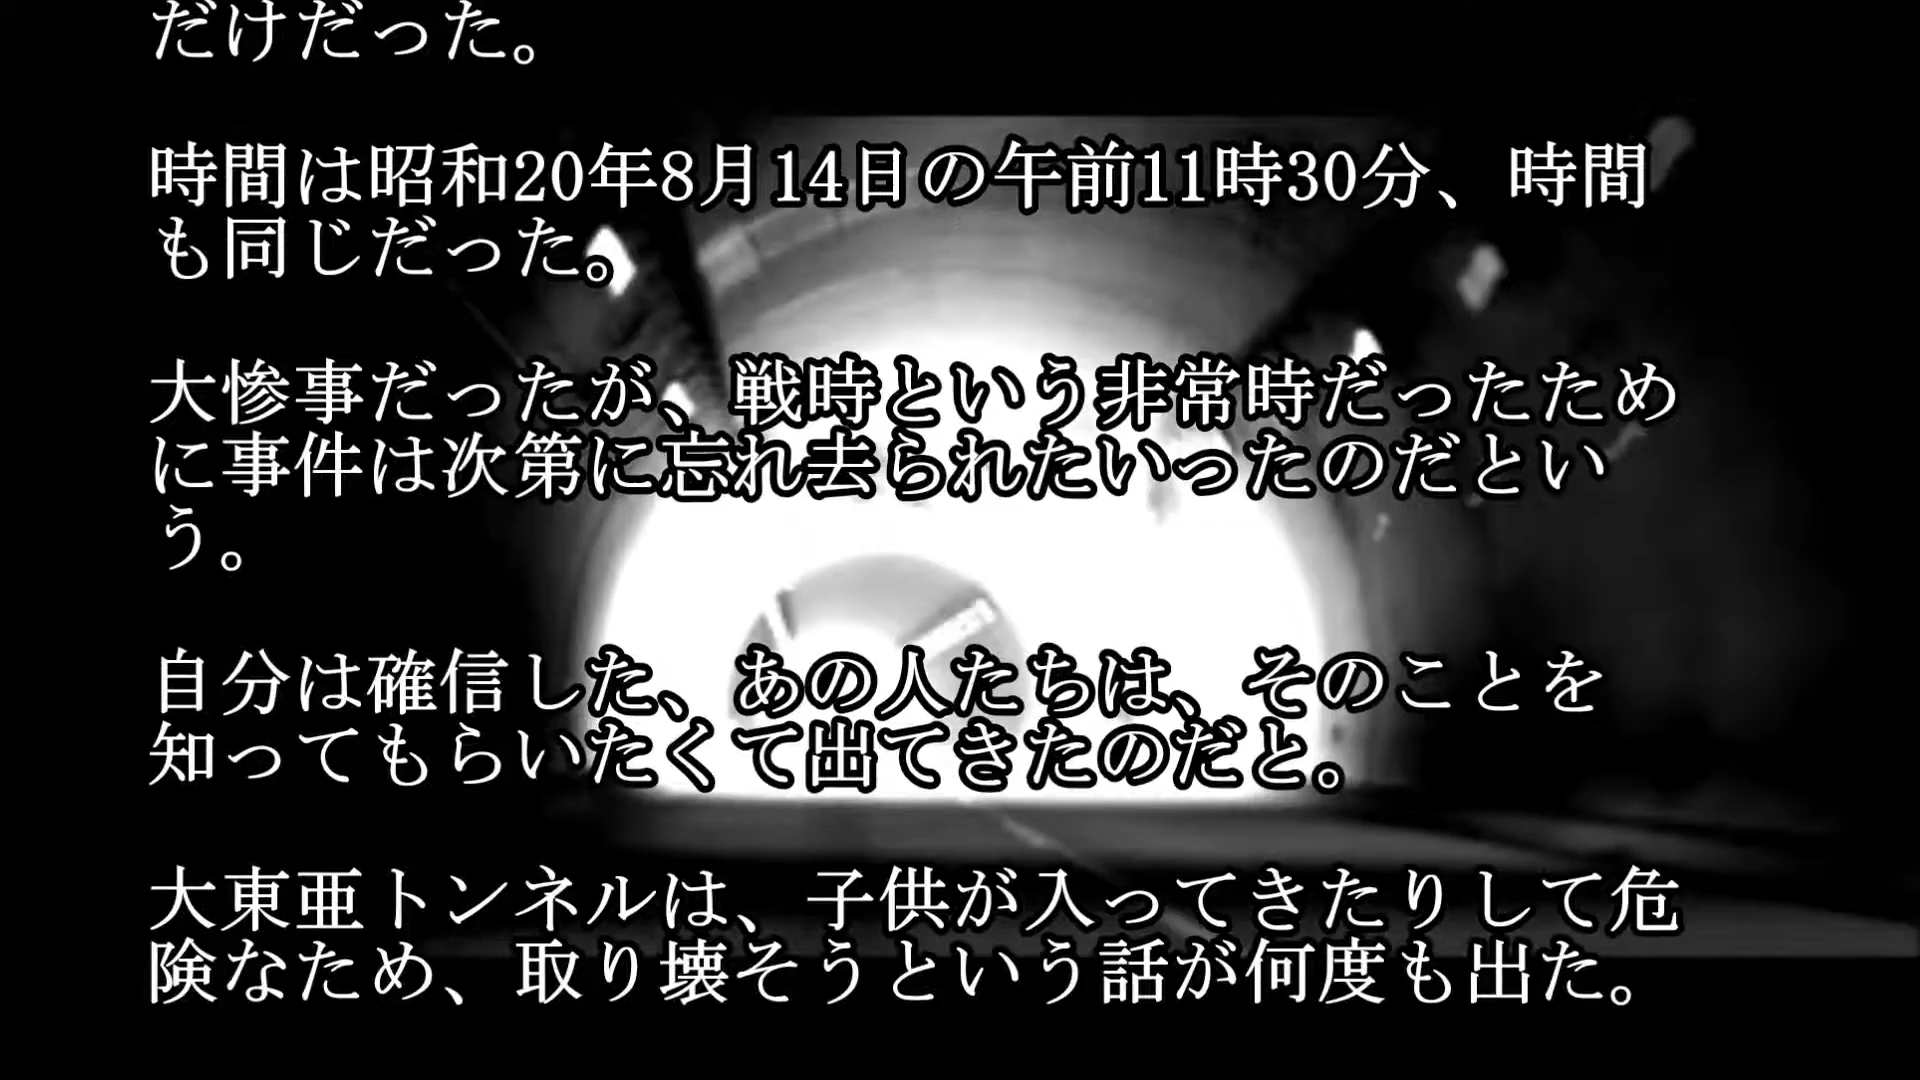 だけだった。
時間は昭和20年8月14日の午前11時30分、時間
も同じだった。
大惨事だったが、戦時という非常時だったため
に事件は次第に忘れ去られたいったのだとい
う。
自分は確信した、あの人たちは、そのことを
知ってもらいたくて出てきたのだと。
大東亜トンネルは、子供が入ってきたりして危
険なため、取り壊そうという話が何度も出た。